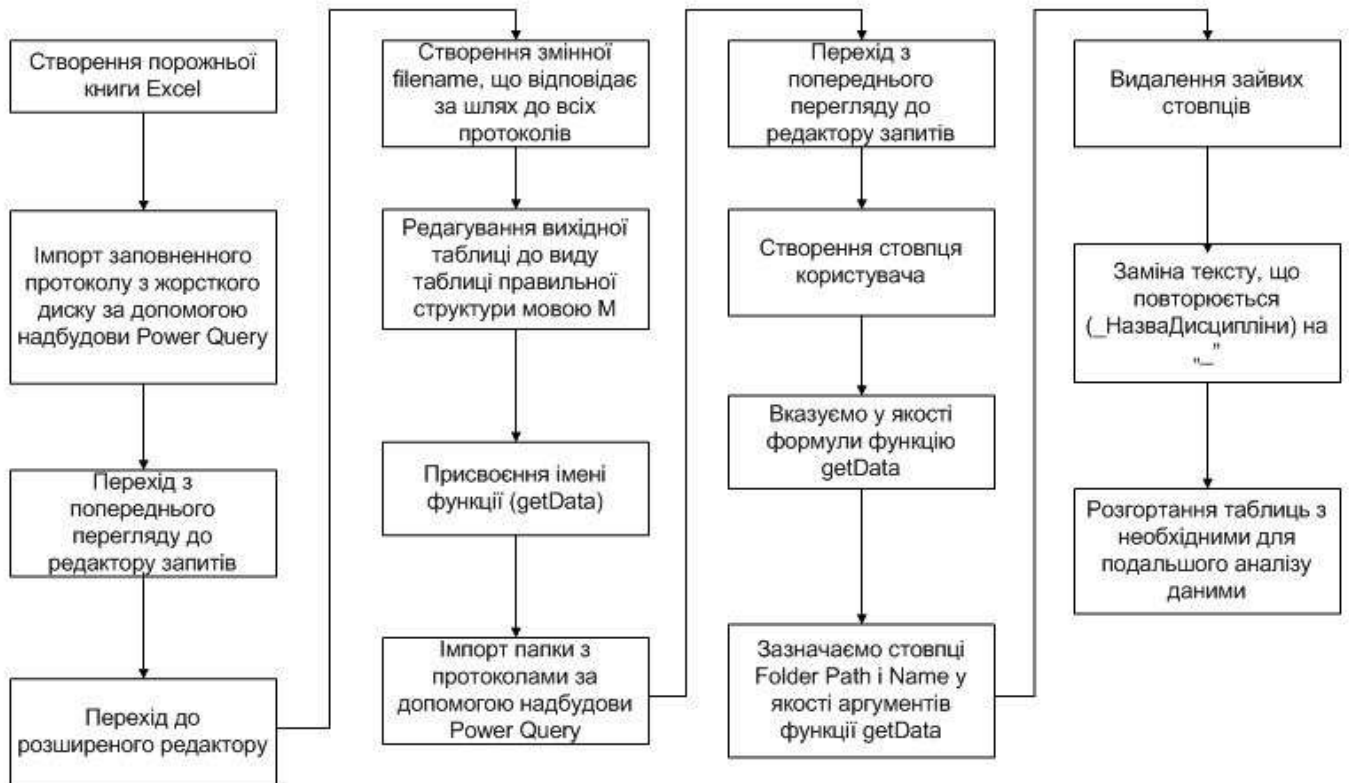 Створення порожньої
книги Excel
Імпорт заповненного
протоколу з жорсткого
диску за допомогою
надбудови Power Query
Перехід з
попереднього
перегляду до
редактору запитів
Перехід до
розширеного редактору
Створення змінної
filename, що відповідає
за шлях до всіх
протоколів
Редагування вихідної
таблиці до виду
таблиці правильної
структури мовою М
Присвоєння імені
функції (getData)
Імпорт папки з
протоколами за
допомогою надбудови
Power Query
Перехід з
попереднього
перегляду до
редактору запитів
Створення стовпця
користувача
Вказуємо у якості
формули функцію
getData
Зазначаємо стовпці
Folder Path і Name у
якості аргументів
функції getData
Видалення зайвих
стовпців
Заміна тексту, що
повторюється
(_НазваДисципліни) на
„_”
Розгортання таблиць з
необхідними для
подальшого аналізу
даними